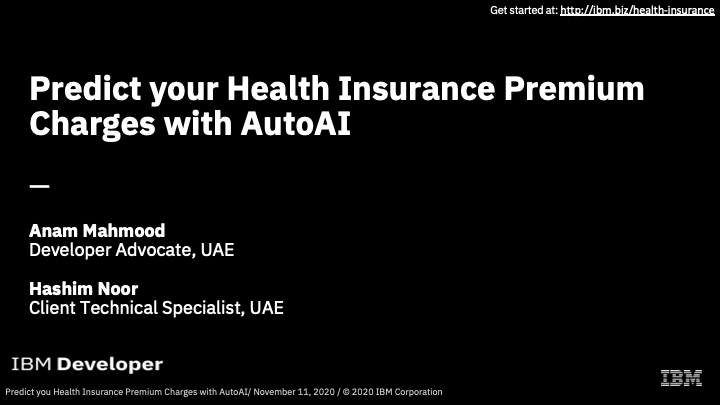 Get started at: http://ibm.biz/health-insurance
Predict your Health Insurance Premium
Charges with AutoAI
—
Anam Mahmood
Developer Advocate, UAE
Hashim Noor
Client Technical Specialist, UAE
IBM Developer
IBM
Predict you Health Insurance Premium Charges with AutoAI/ November 11, 2020 / © 2020 IBM Corporation